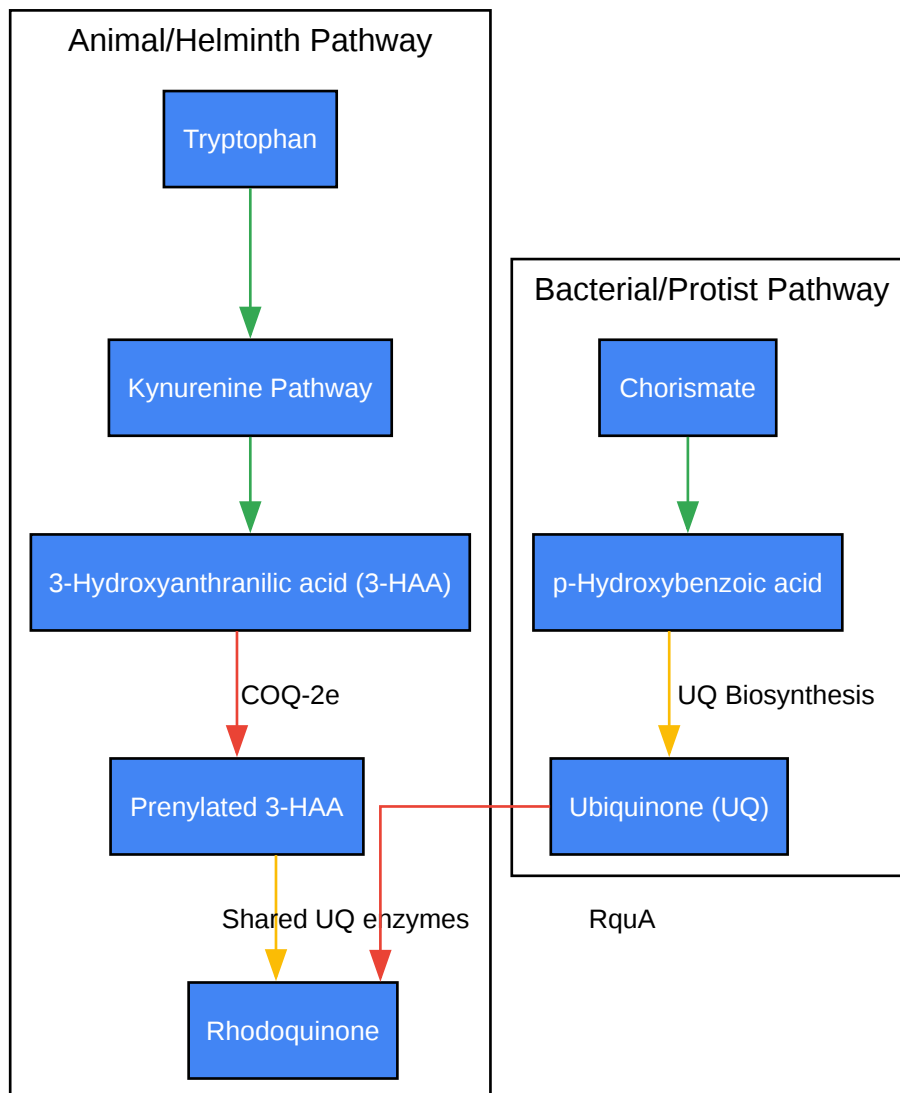 Animal/Helminth Pathway
Tryptophan
Kynurenine Pathway
3-Hydroxyanthranilic acid (3-HAA)
COQ-2e
Prenylated 3-HAA
Shared UQ enzymes
Rhodoquinone
Bacterial/Protist Pathway
Chorismate
p-Hydroxybenzoic acid
UQ Biosynthesis
Ubiquinone (UQ)
RquA